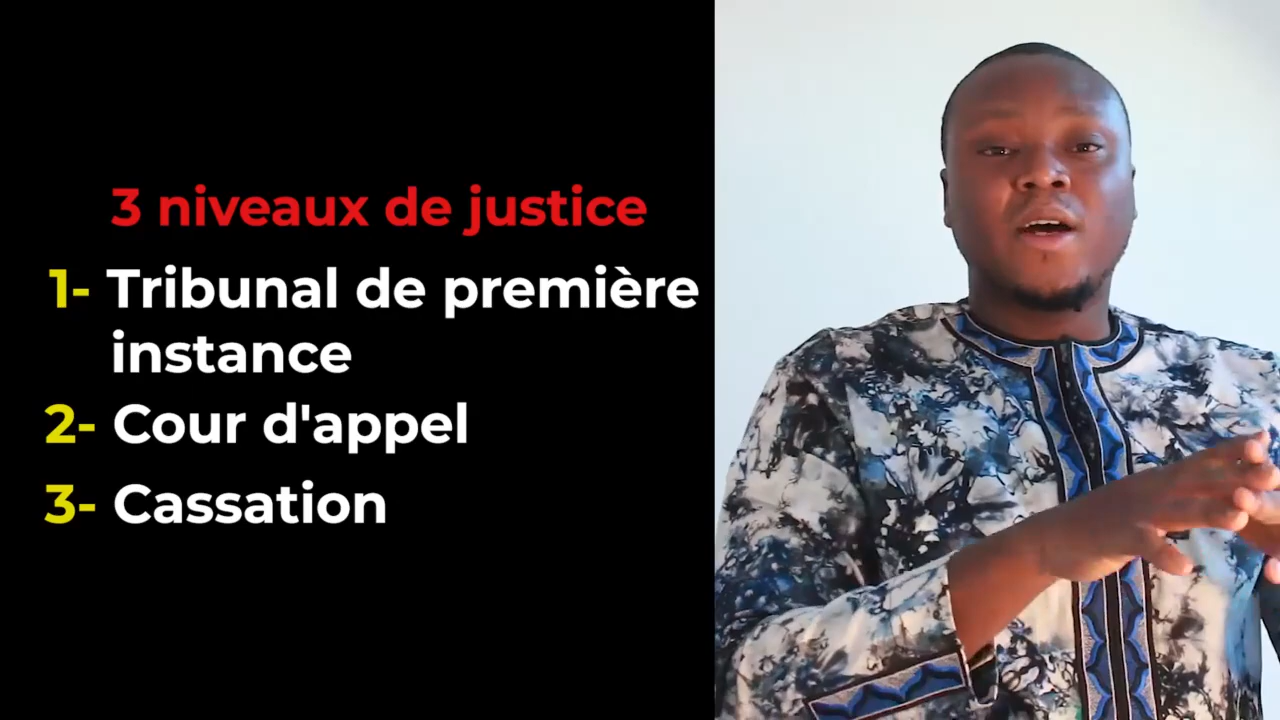 3 niveaux de justice
1- Tribunal de première
instance
2- Cour d'appel
3- Cassation